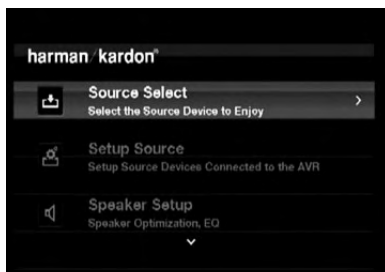 harman/kardon®
Source Select
Select the Source Device to Enjoy
Setup Source
Setup Source Devices Connected to the AVR
Speaker Setup
Speaker Optimization, EQ